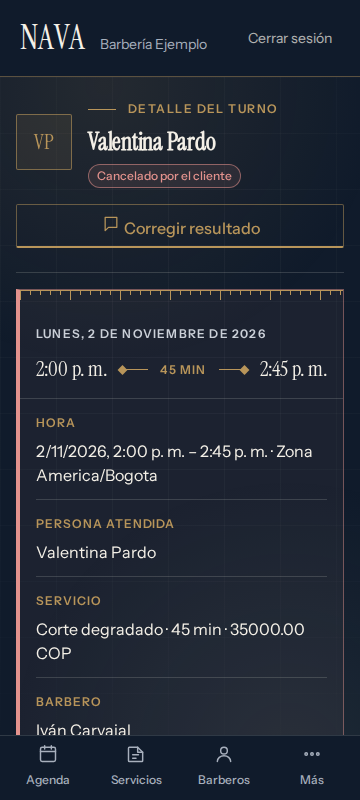 NAVA Barbería Ejemplo Cerrar sesión
DETALLE DEL TURNO
VP
Valentina Pardo
Cancelado por el cliente
Corregir resultado
LUNES, 2 DE NOVIEMBRE DE 2026
2:00 p. m. 45 MIN 2:45 p. m.
HORA
2/11/2026, 2:00 p. m. – 2:45 p. m. · Zona
America/Bogota
PERSONA ATENDIDA
Valentina Pardo
SERVICIO
Corte degradado · 45 min · 35000.00
COP
BARBERO
Iván Carvajal
Agenda Servicios Barberos Más